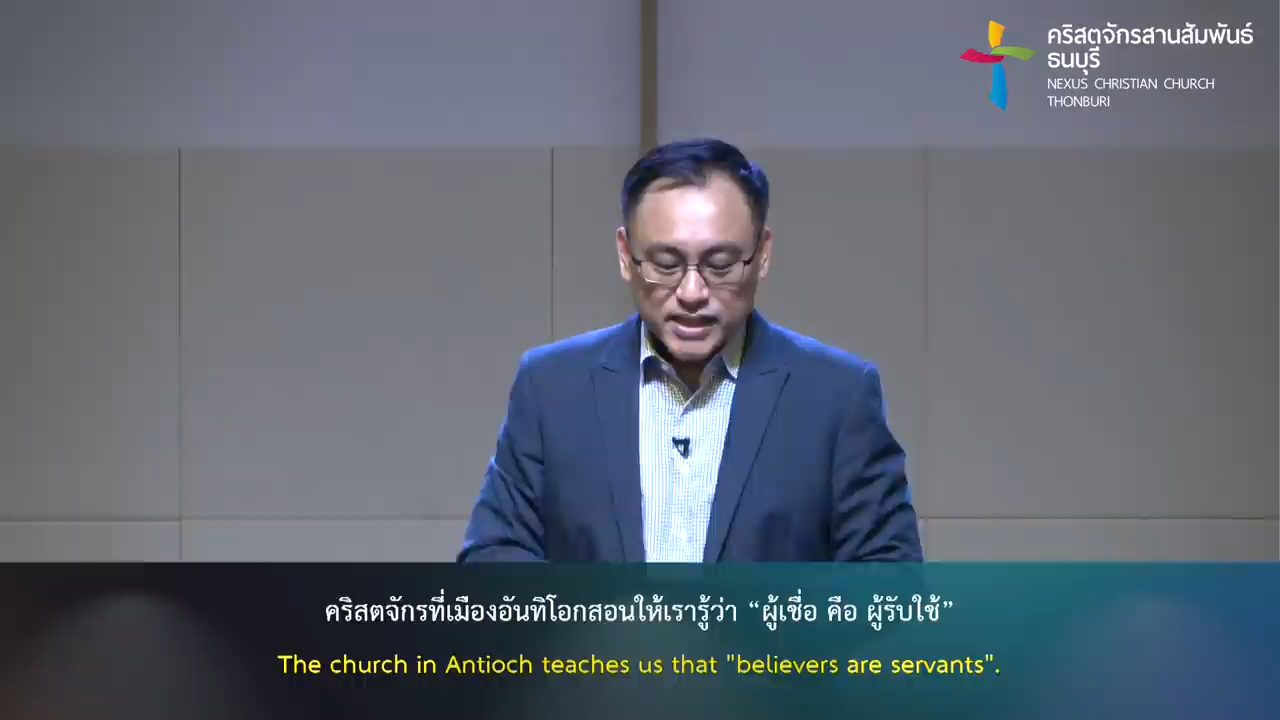 คริสตจักรสานสัมพันธ์
ธนบุรี
NEXUS CHRISTIAN CHURCH
THONBURI
คริสตจักรที่เมืองอันทิโอกสอนให้เรารู้ว่า “ผู้เชื่อ คือ ผู้รับใช้”
The church in Antioch teaches us that "believers are servants".